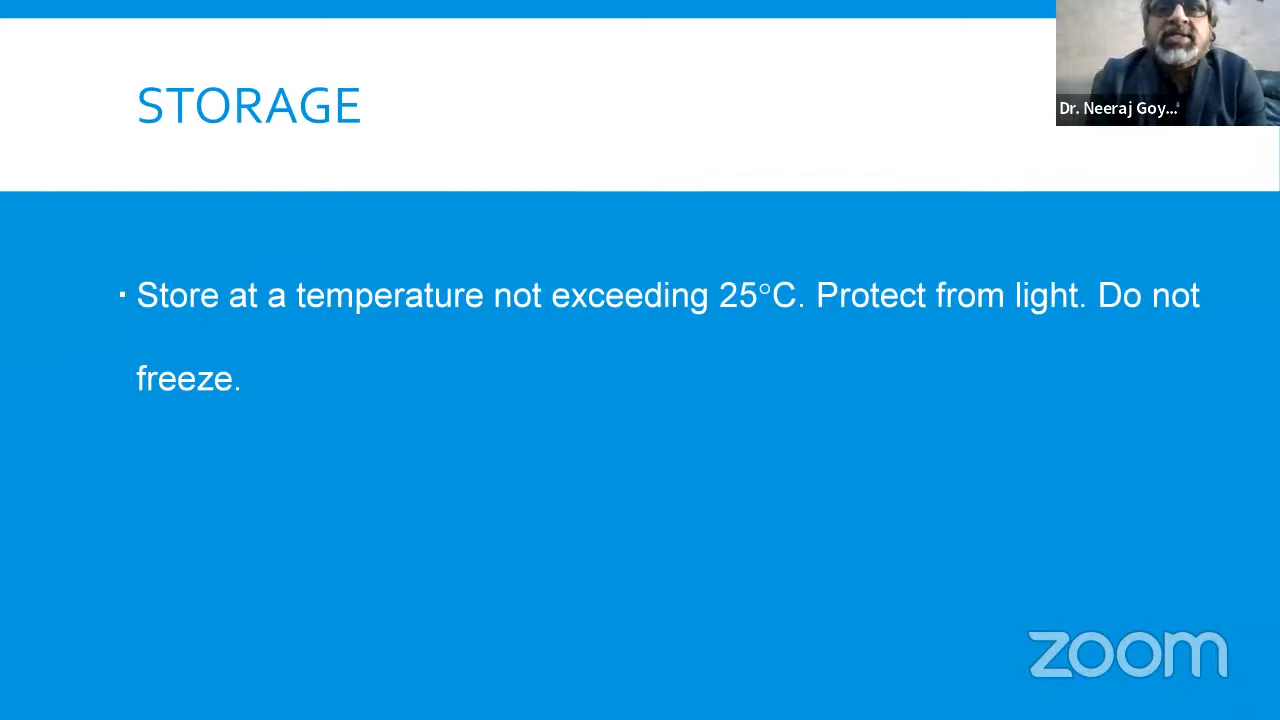 STORAGE
Dr. Neeraj Goy...
▪ Store at a temperature not exceeding 25°C. Protect from light. Do not
freeze.
zoom